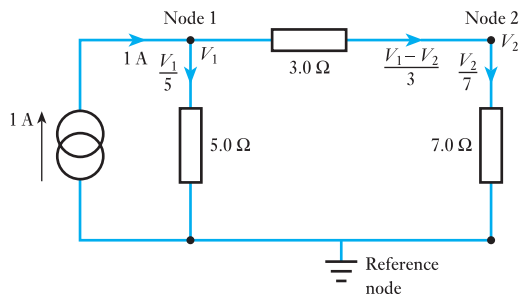 Node 1
Node 2
1 A
V₁/5
V₁
3.0 Ω
(V₁ − V₂)/3
V₂/7
V₂
1 A
5.0 Ω
7.0 Ω
Reference
node